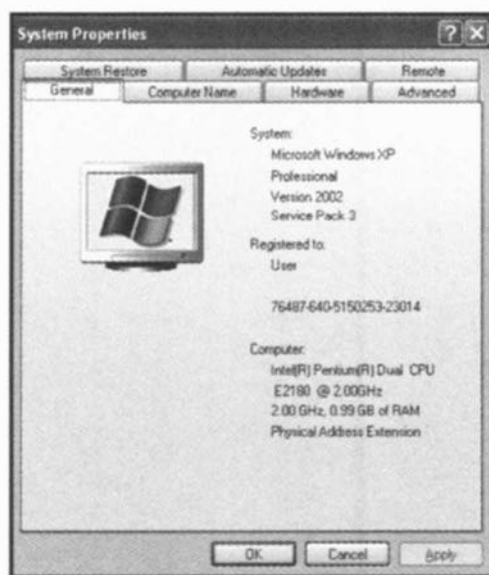 System Properties
System Restore Automatic Updates Remote
General Computer Name Hardware Advanced
System:
Microsoft Windows XP
Professional
Version 2002
Service Pack 3
Registered to:
User
76487-640-5150253-23014
Computer:
Intel(R) Pentium(R) Dual CPU
E2180 @ 2.00GHz
2.00 GHz, 0.99 GB of RAM
Physical Address Extension
OK Cancel Apply